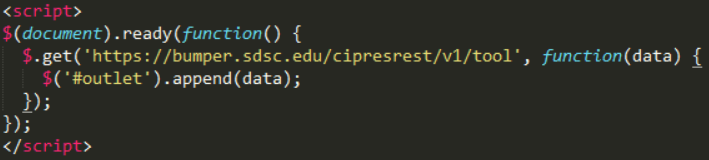 <script>
$(document).ready(function() {
  $.get('https://bumper.sdsc.edu/cipresrest/v1/tool', function(data) {
    $('#outlet').append(data);
  });
});
</script>